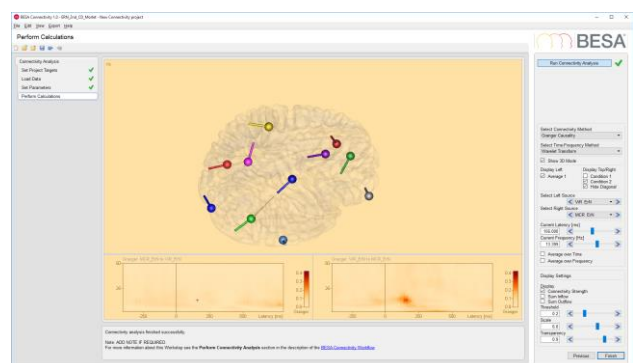 BESA Connectivity 1.0 - ERN_Exit_CD_Mortel - New Connectivity project
File Edit View Export Help
Perform Calculations
BESA
Connectivity Analysis
Set Project Targets
Load Data
Set Parameters
Perform Calculations
Run Connectivity Analysis
Select Connectivity Method
Granger Causality
Select Time/Frequency Method
Wavelet Transform
Show 3D Mode
Display Left
Display Top/Right
Average 1
Condition 1
Condition 2
Hide Diagonal
Select Left Source
Select Right Source
Current Latency [ms]
Current Frequency [Hz]
Average over Time
Average over Frequency
Display Settings
Display
Connectivity Strength
Sum Inflow
Sum Outflow
Threshold
0.2
Scale
Transparency
Latency [ms]
Latency [ms]
Previous
Finish
Connectivity analysis finished successfully.
Note: ADD NOTE IF REQUIRED.
For more information about this Workstep see the Perform Connectivity Analysis section in the description of the BESA Connectivity Workflow.